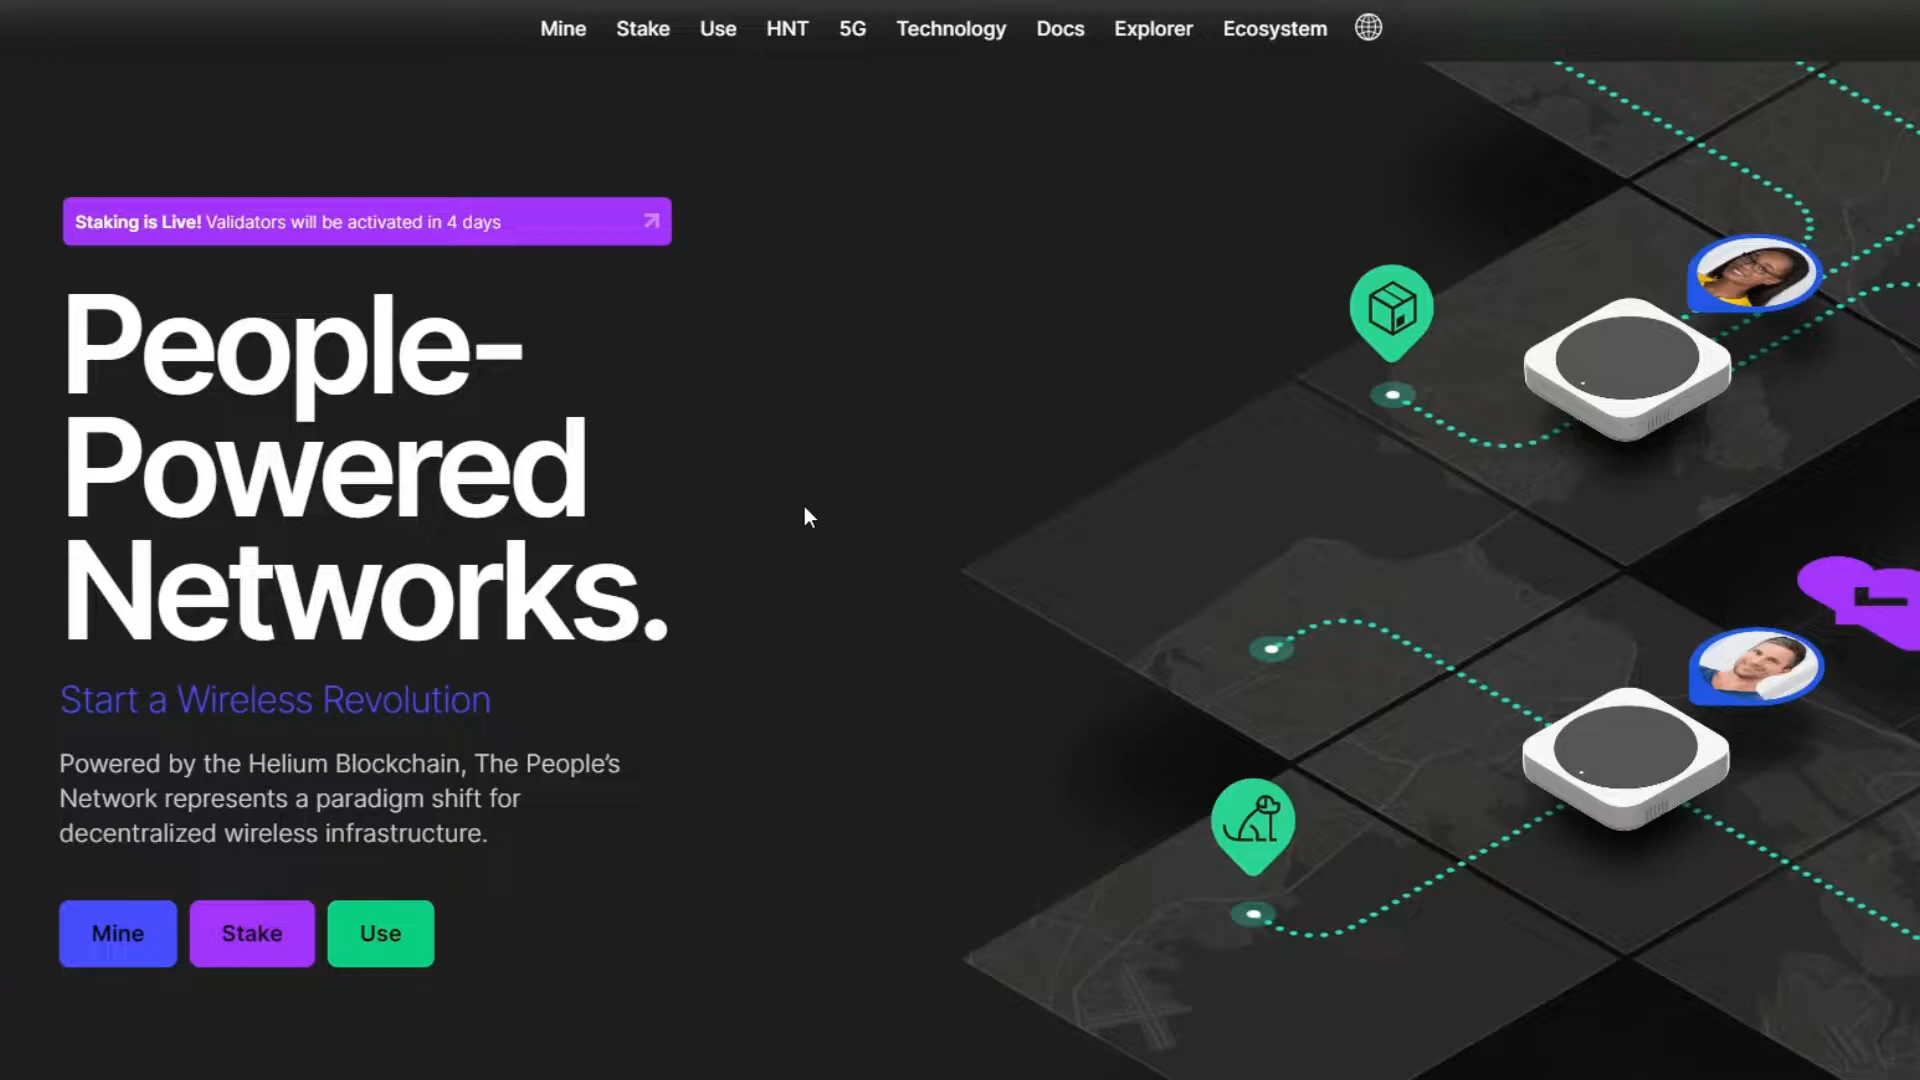 Mine Stake Use HNT 5G Technology Docs Explorer Ecosystem
Staking is Live! Validators will be activated in 4 days
People-
Powered
Networks.
Start a Wireless Revolution
Powered by the Helium Blockchain, The People’s
Network represents a paradigm shift for
decentralized wireless infrastructure.
Mine Stake Use